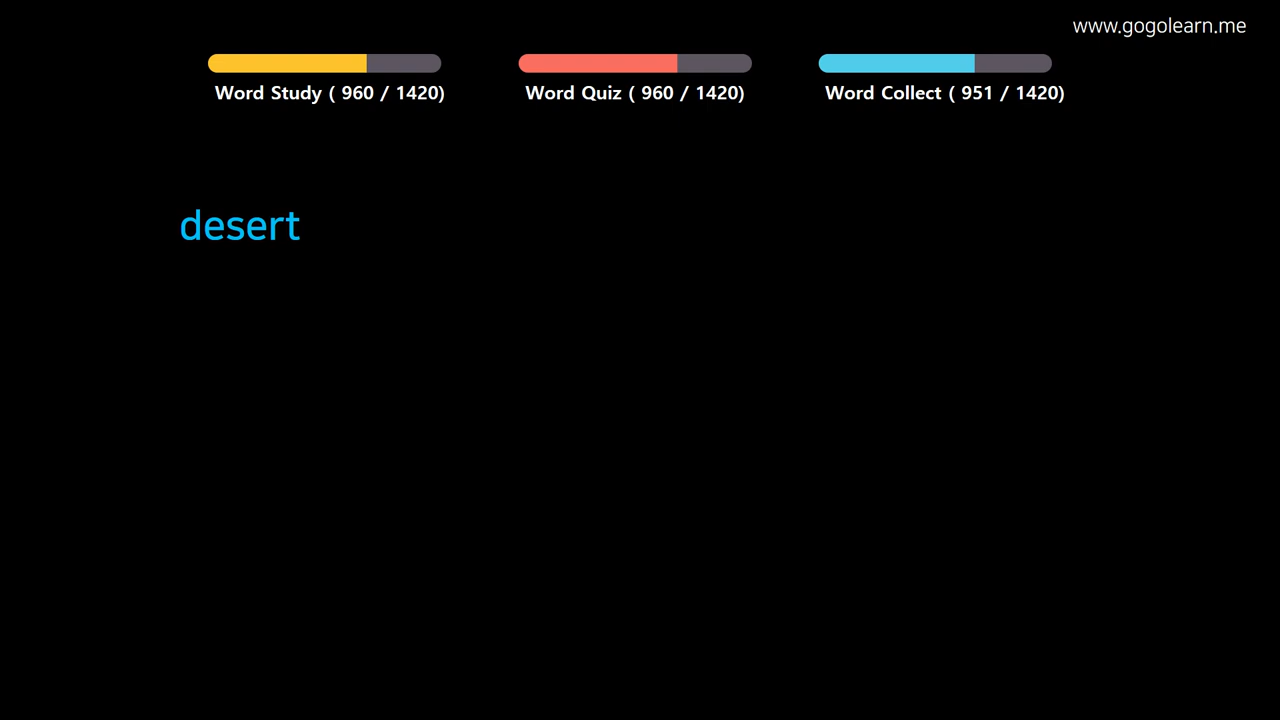 www.gogolearn.me
Word Study ( 960 / 1420)
Word Quiz ( 960 / 1420)
Word Collect ( 951 / 1420)
desert